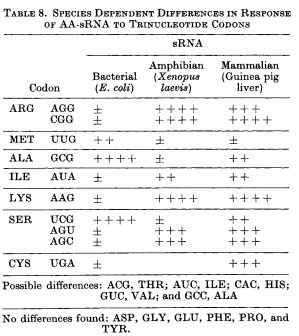 TABLE 8. SPECIES DEPENDENT DIFFERENCES IN RESPONSE
OF AA-sRNA TO TRINUCLEOTIDE CODONS
sRNA
Codon Bacterial (E. coli) Amphibian (Xenopus laevis) Mammalian (Guinea pig liver)
ARG AGG ± ++++ +++
CGG ± ++++ ++++
MET UUG ++ ± ±
ALA GCG ++++ ± ++
ILE AUA ± ++ ++
LYS AAG ± ++++ ++++
SER UCG ++++ ± ++
AGU ± +++ +++
AGC ± +++ +++
CYS UGA ± +++
Possible differences: ACG, THR; AUC, ILE; CAC, HIS;
GUC, VAL; and GCC, ALA
No differences found: ASP, GLY, GLU, PHE, PRO, and
TYR.